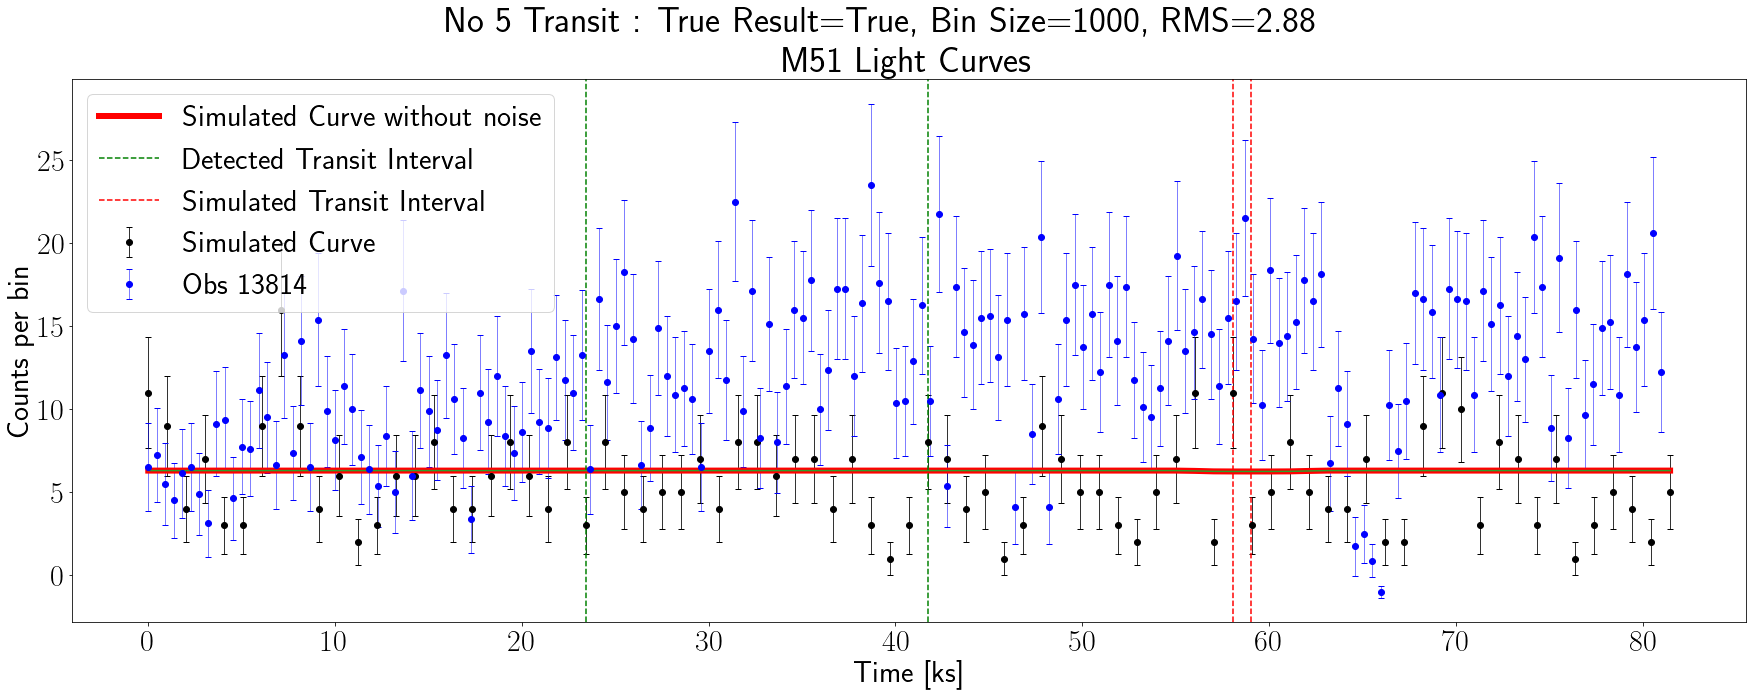 No 5 Transit : True Result=True, Bin Size=1000, RMS=2.88
M51 Light Curves
Simulated Curve without noise
Detected Transit Interval
Simulated Transit Interval
Simulated Curve
Obs 13814
Counts per bin
25
20
15
10
5
0
0 10 20 30 40 50 60 70 80
Time [ks]